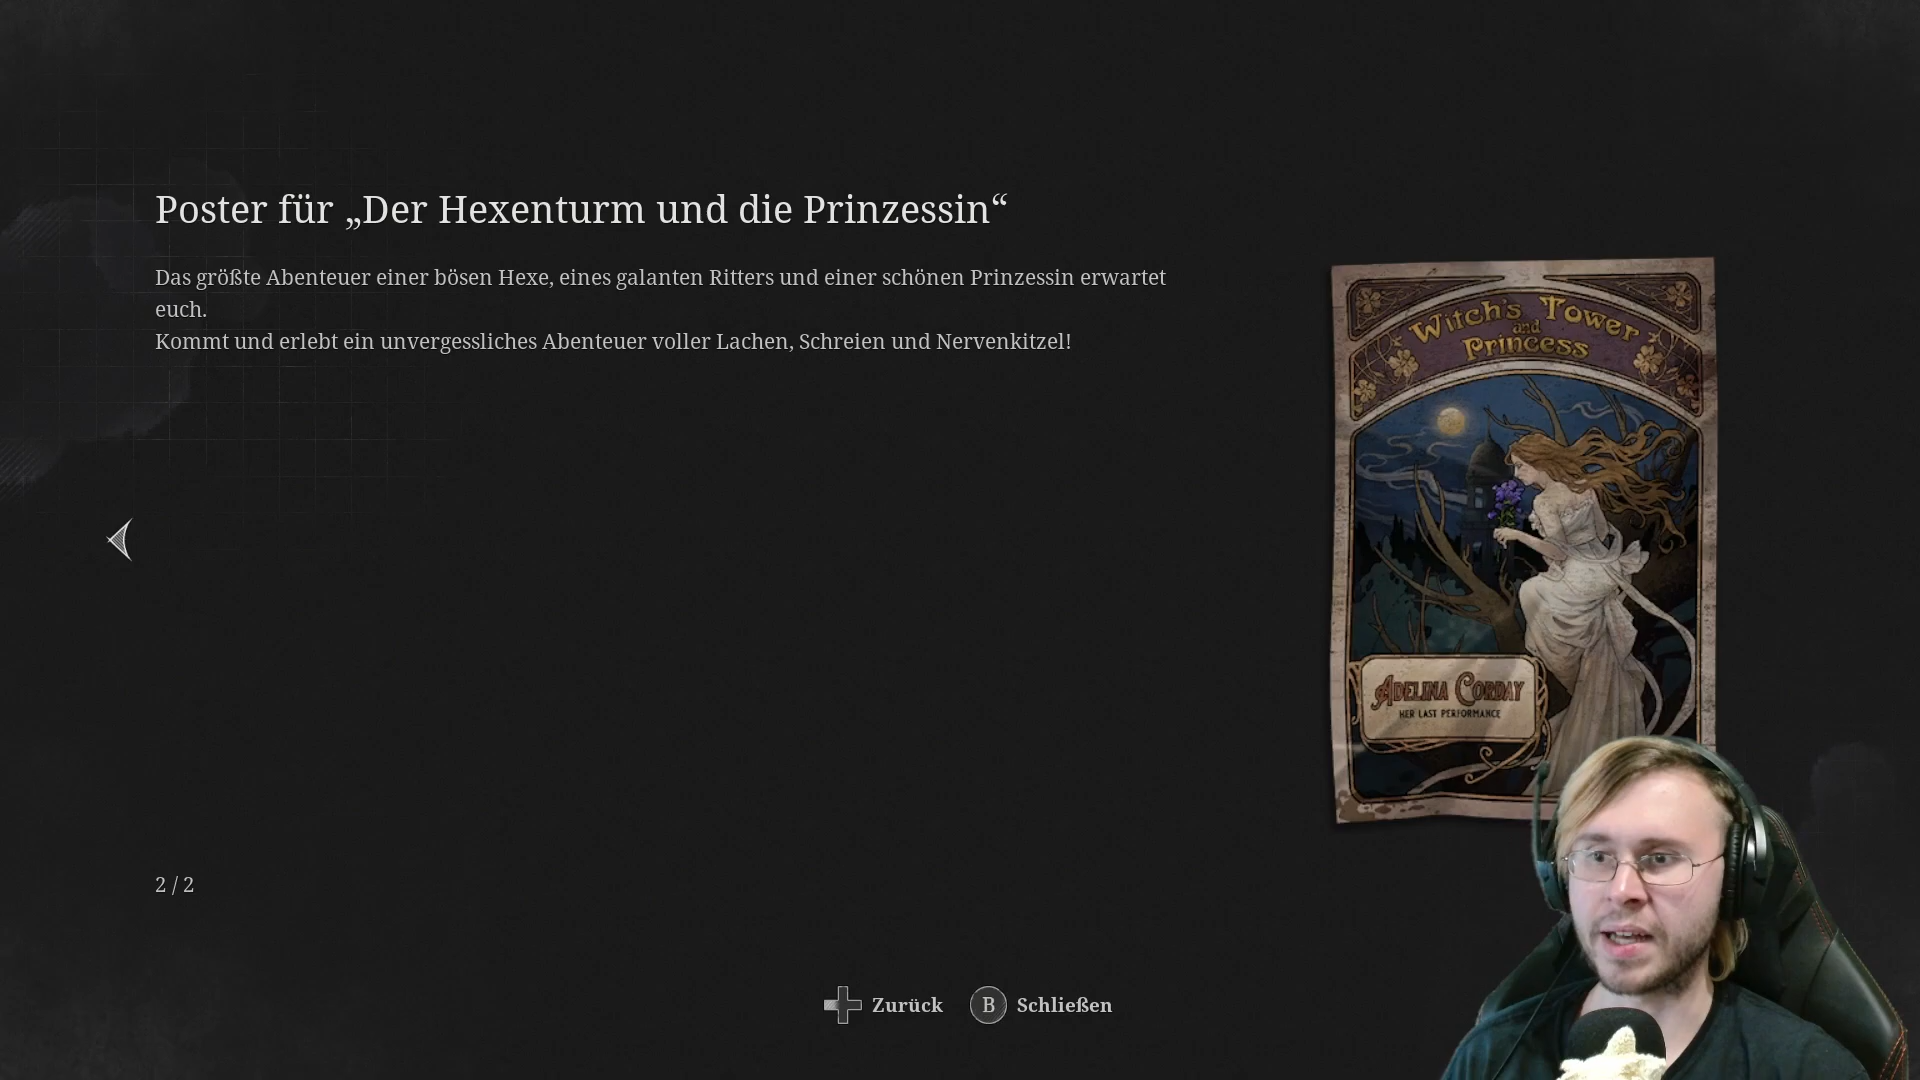 Poster für „Der Hexenturm und die Prinzessin“
Das größte Abenteuer einer bösen Hexe, eines galanten Ritters und einer schönen Prinzessin erwartet
euch.
Kommt und erlebt ein unvergessliches Abenteuer voller Lachen, Schreien und Nervenkitzel!
Witch's Tower
and
Princess
ADELINA CORDAY
HER LAST PERFORMANCE
2 / 2
Zurück B Schließen